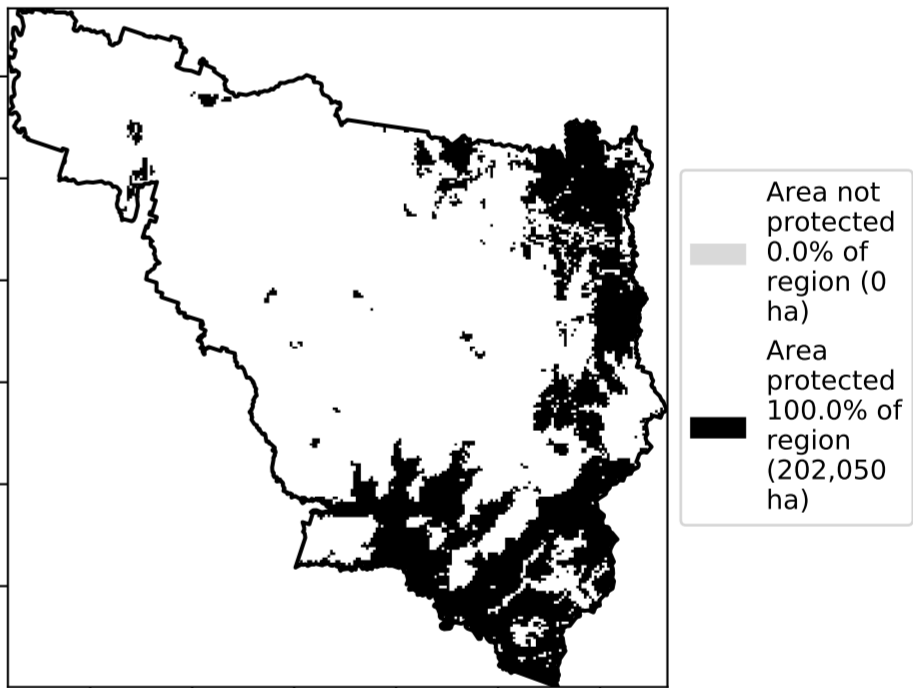 Area not
protected
0.0% of
region (0
ha)
Area
protected
100.0% of
region
(202,050
ha)